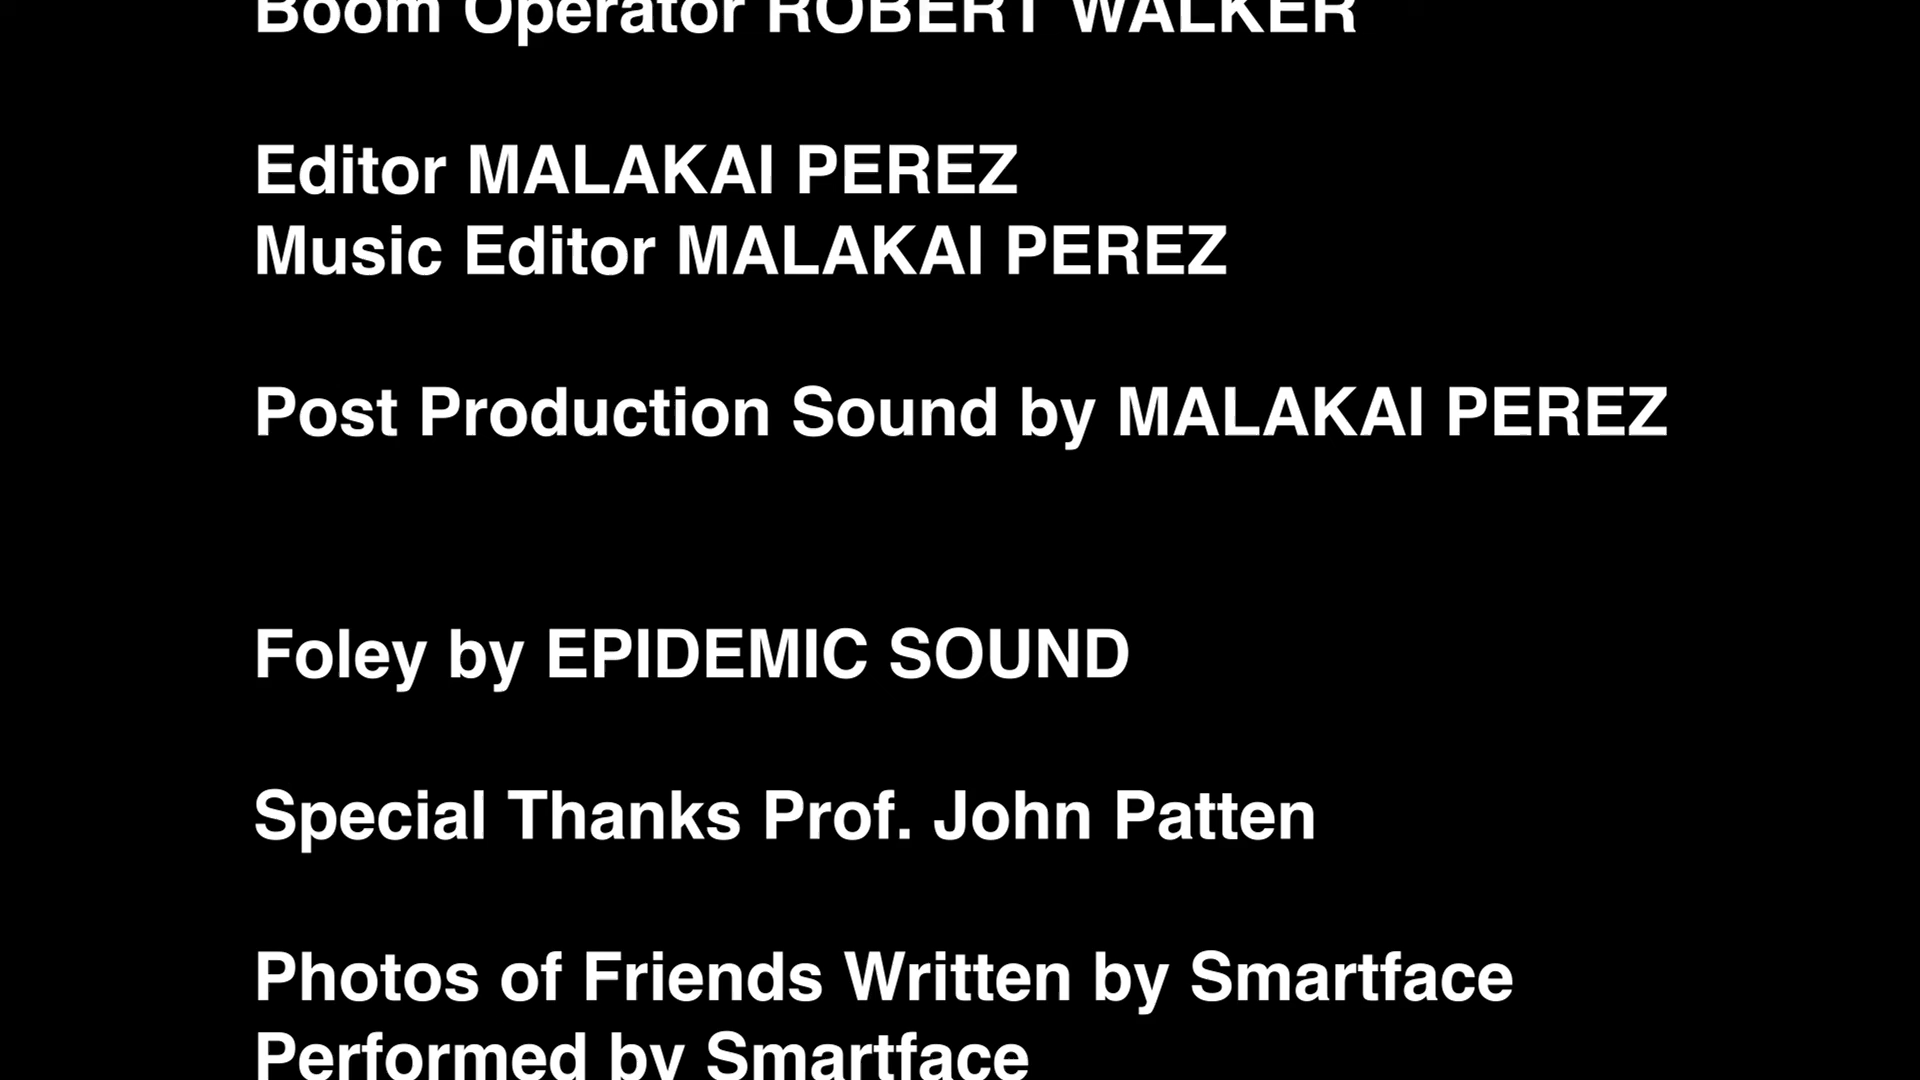 Boom Operator ROBERT WALKER
Editor MALAKAI PEREZ
Music Editor MALAKAI PEREZ
Post Production Sound by MALAKAI PEREZ
Foley by EPIDEMIC SOUND
Special Thanks Prof. John Patten
Photos of Friends Written by Smartface
Performed by Smartface